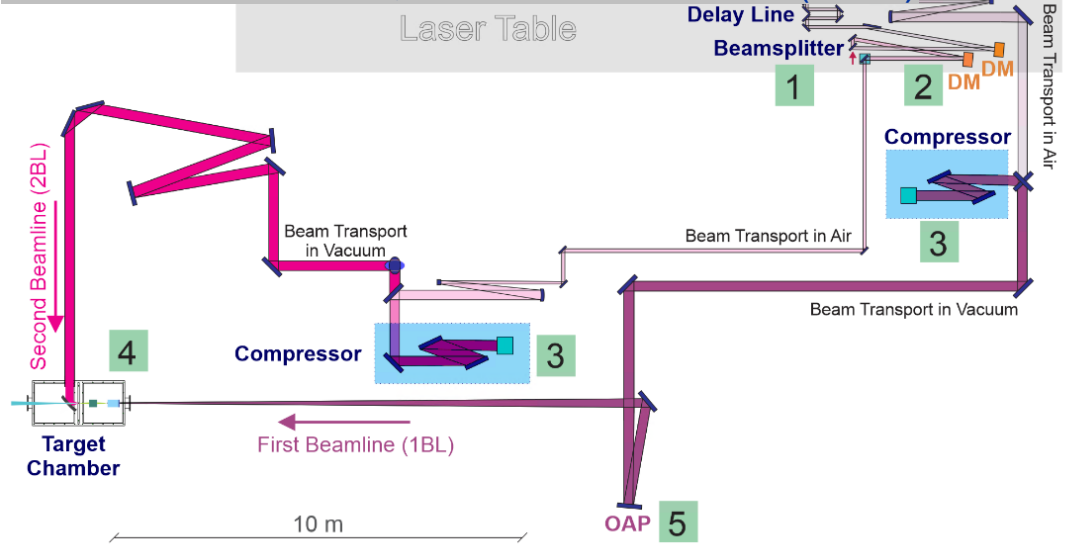 Laser Table
Delay Line
Beamsplitter
1
2
DM
DM
Beam Transport in Air
Compressor
3
Second Beamline (2BL)
Beam Transport
in Vacuum
Beam Transport in Air
Beam Transport in Vacuum
Compressor
3
4
Target
Chamber
First Beamline (1BL)
OAP
5
10 m